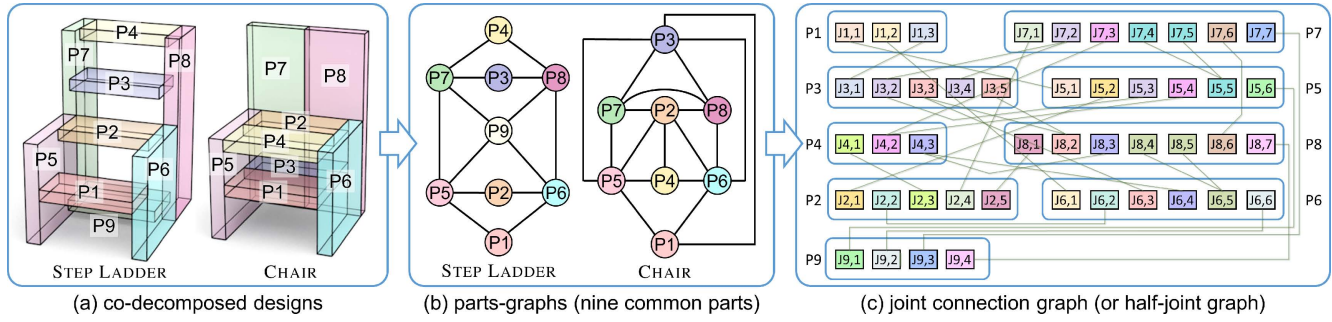 P4
P7
P8
P3
P2
P5
P6
P1
P9
STEP LADDER
P7
P8
P2
P4
P5
P3
P6
P1
CHAIR
(a) co-decomposed designs
P4
P7 P3 P8
P9
P5 P2 P6
P1
STEP LADDER
P3
P7 P2 P8
P5 P4 P6
P1
CHAIR
(b) parts-graphs (nine common parts)
P1 J1,1 J1,2 J1,3 J7,1 J7,2 J7,3 J7,4 J7,5 J7,6 J7,7 P7
P3 J3,1 J3,2 J3,3 J3,4 J3,5 J5,1 J5,2 J5,3 J5,4 J5,5 J5,6 P5
P4 J4,1 J4,2 J4,3 J8,1 J8,2 J8,3 J8,4 J8,5 J8,6 J8,7 P8
P2 J2,1 J2,2 J2,3 J2,4 J2,5 J6,1 J6,2 J6,3 J6,4 J6,5 J6,6 P6
P9 J9,1 J9,2 J9,3 J9,4
(c) joint connection graph (or half-joint graph)